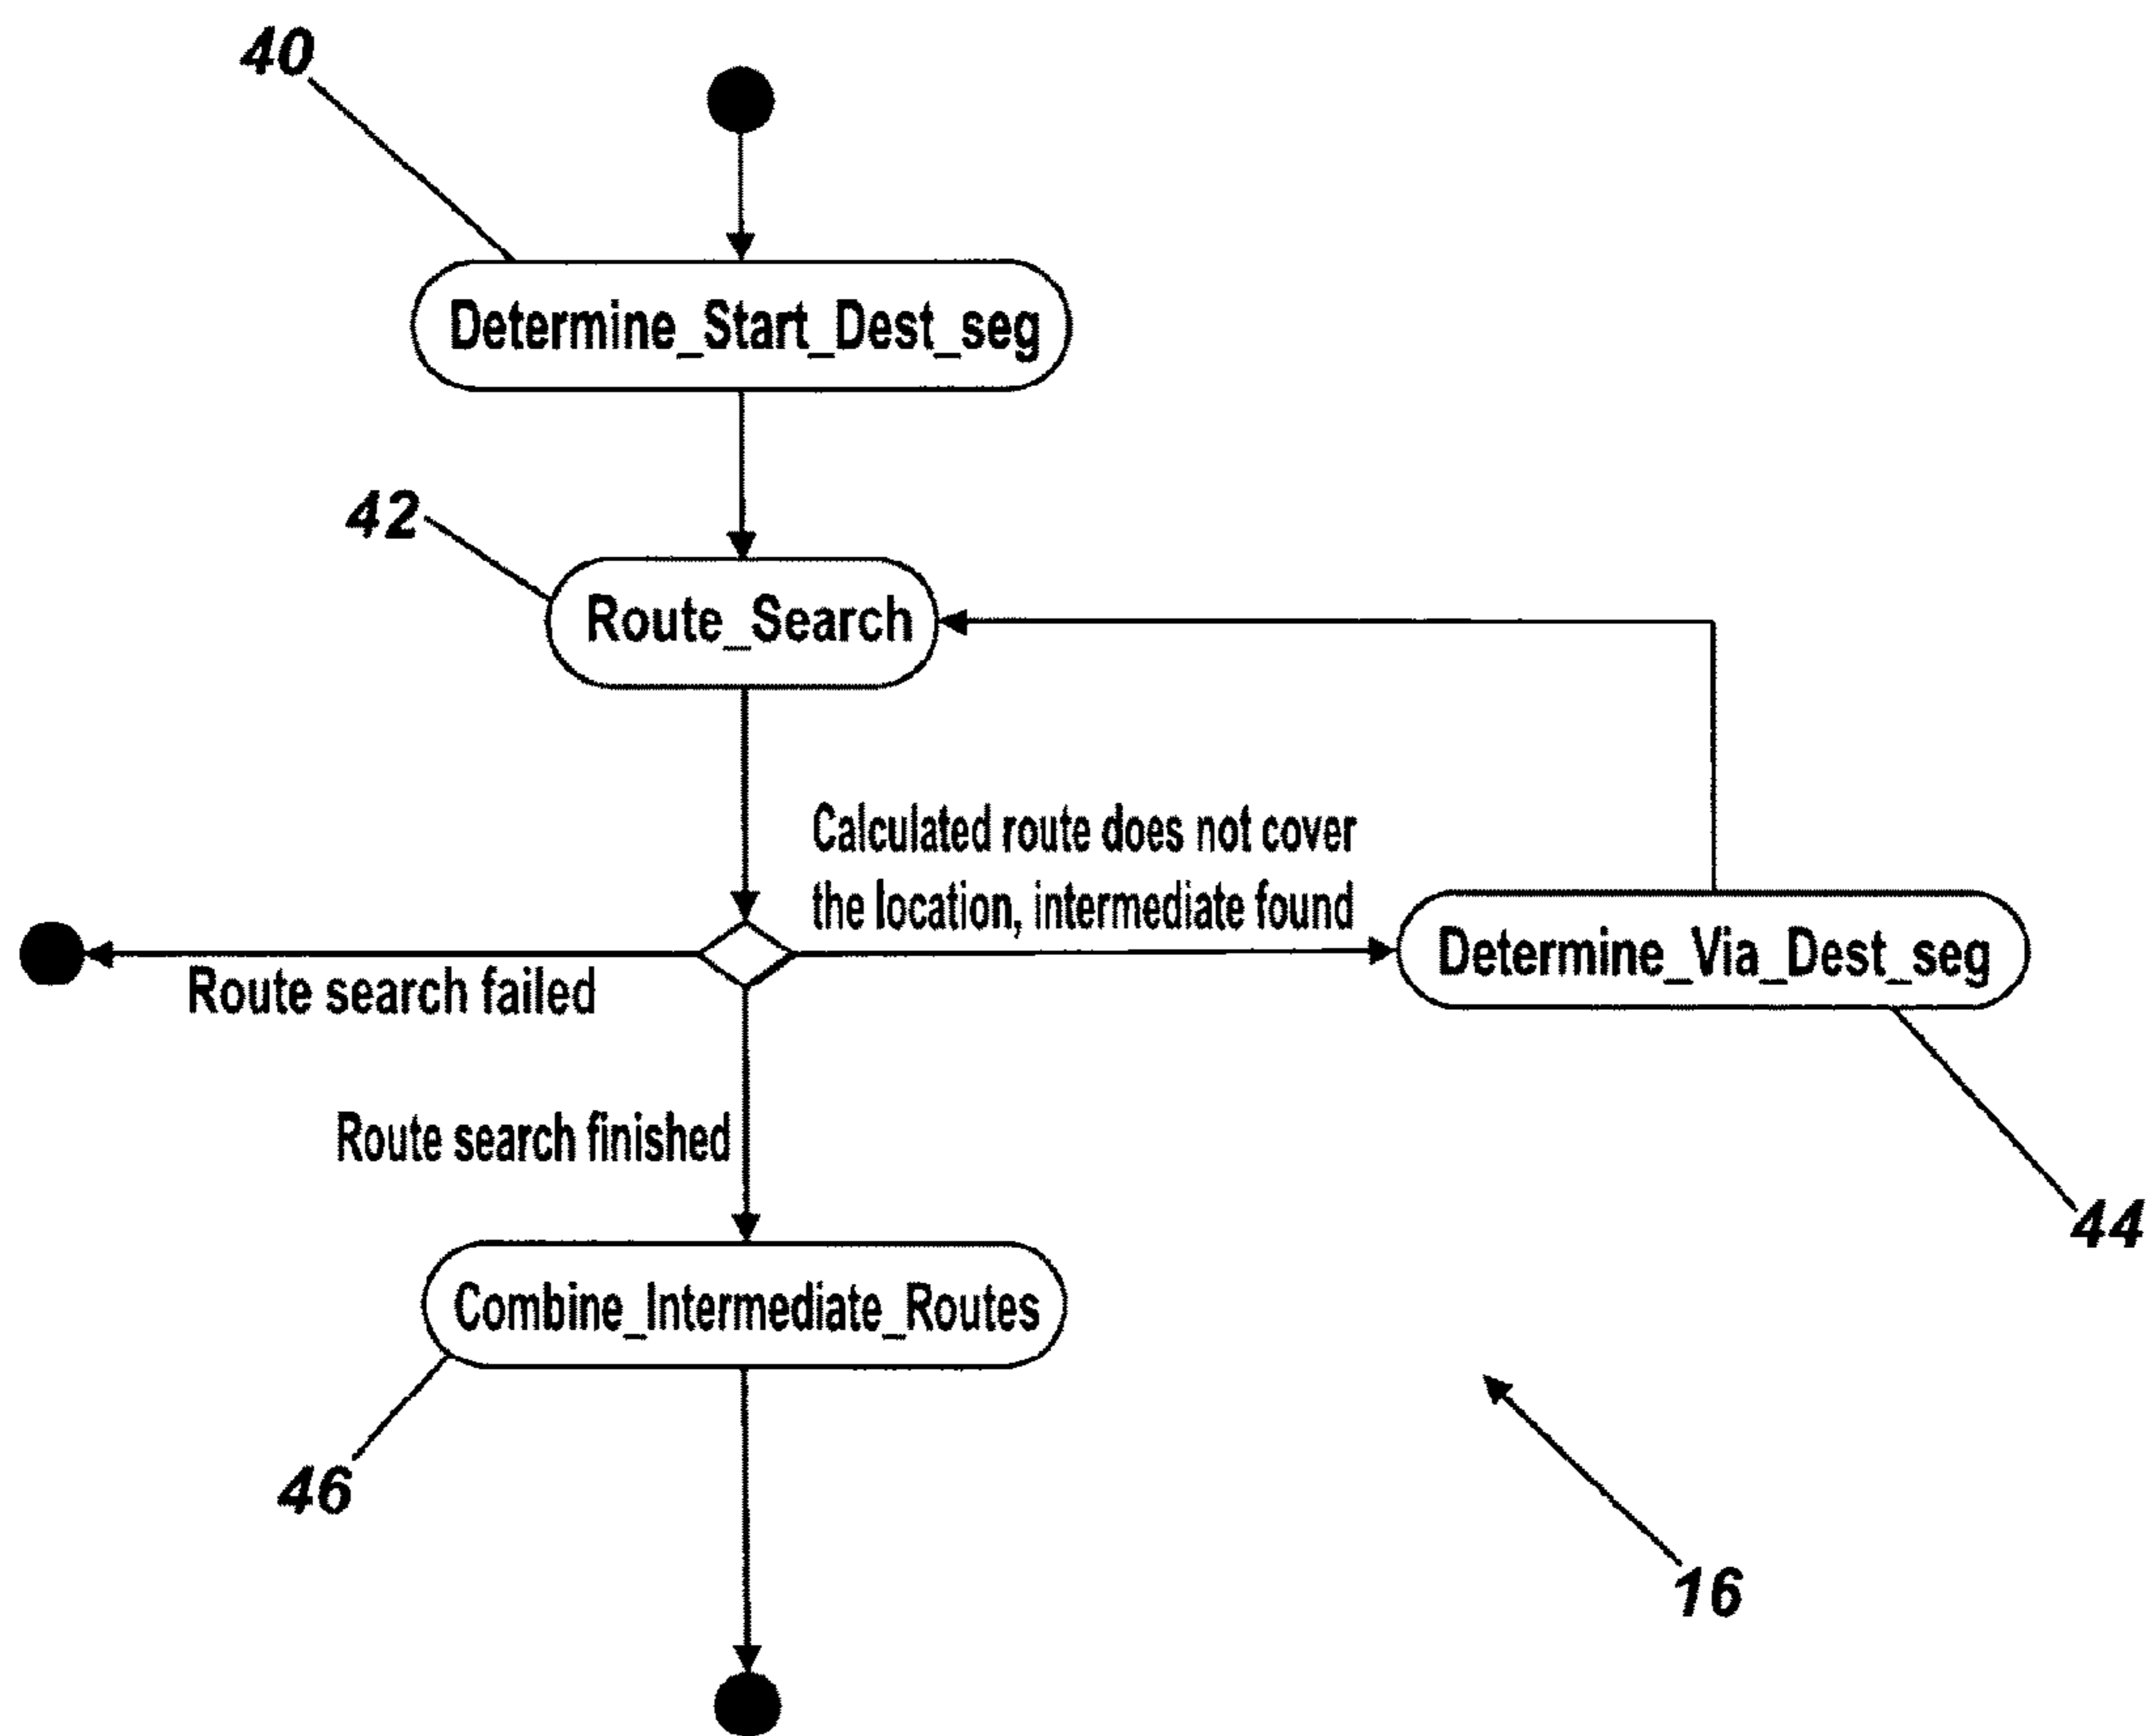 40
Determine_Start_Dest_seg
42
Route_Search
Calculated route does not cover
the location, intermediate found
Determine_Via_Dest_seg
Route search failed
Route search finished
44
Combine_Intermediate_Routes
46
16